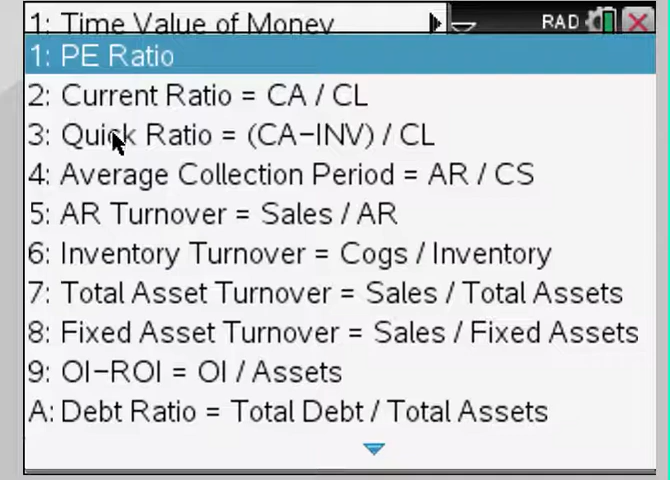 1: Time Value of Money
RAD
1: PE Ratio
2: Current Ratio = CA / CL
3: Quick Ratio = (CA-INV) / CL
4: Average Collection Period = AR / CS
5: AR Turnover = Sales / AR
6: Inventory Turnover = Cogs / Inventory
7: Total Asset Turnover = Sales / Total Assets
8: Fixed Asset Turnover = Sales / Fixed Assets
9: OI-ROI = OI / Assets
A: Debt Ratio = Total Debt / Total Assets